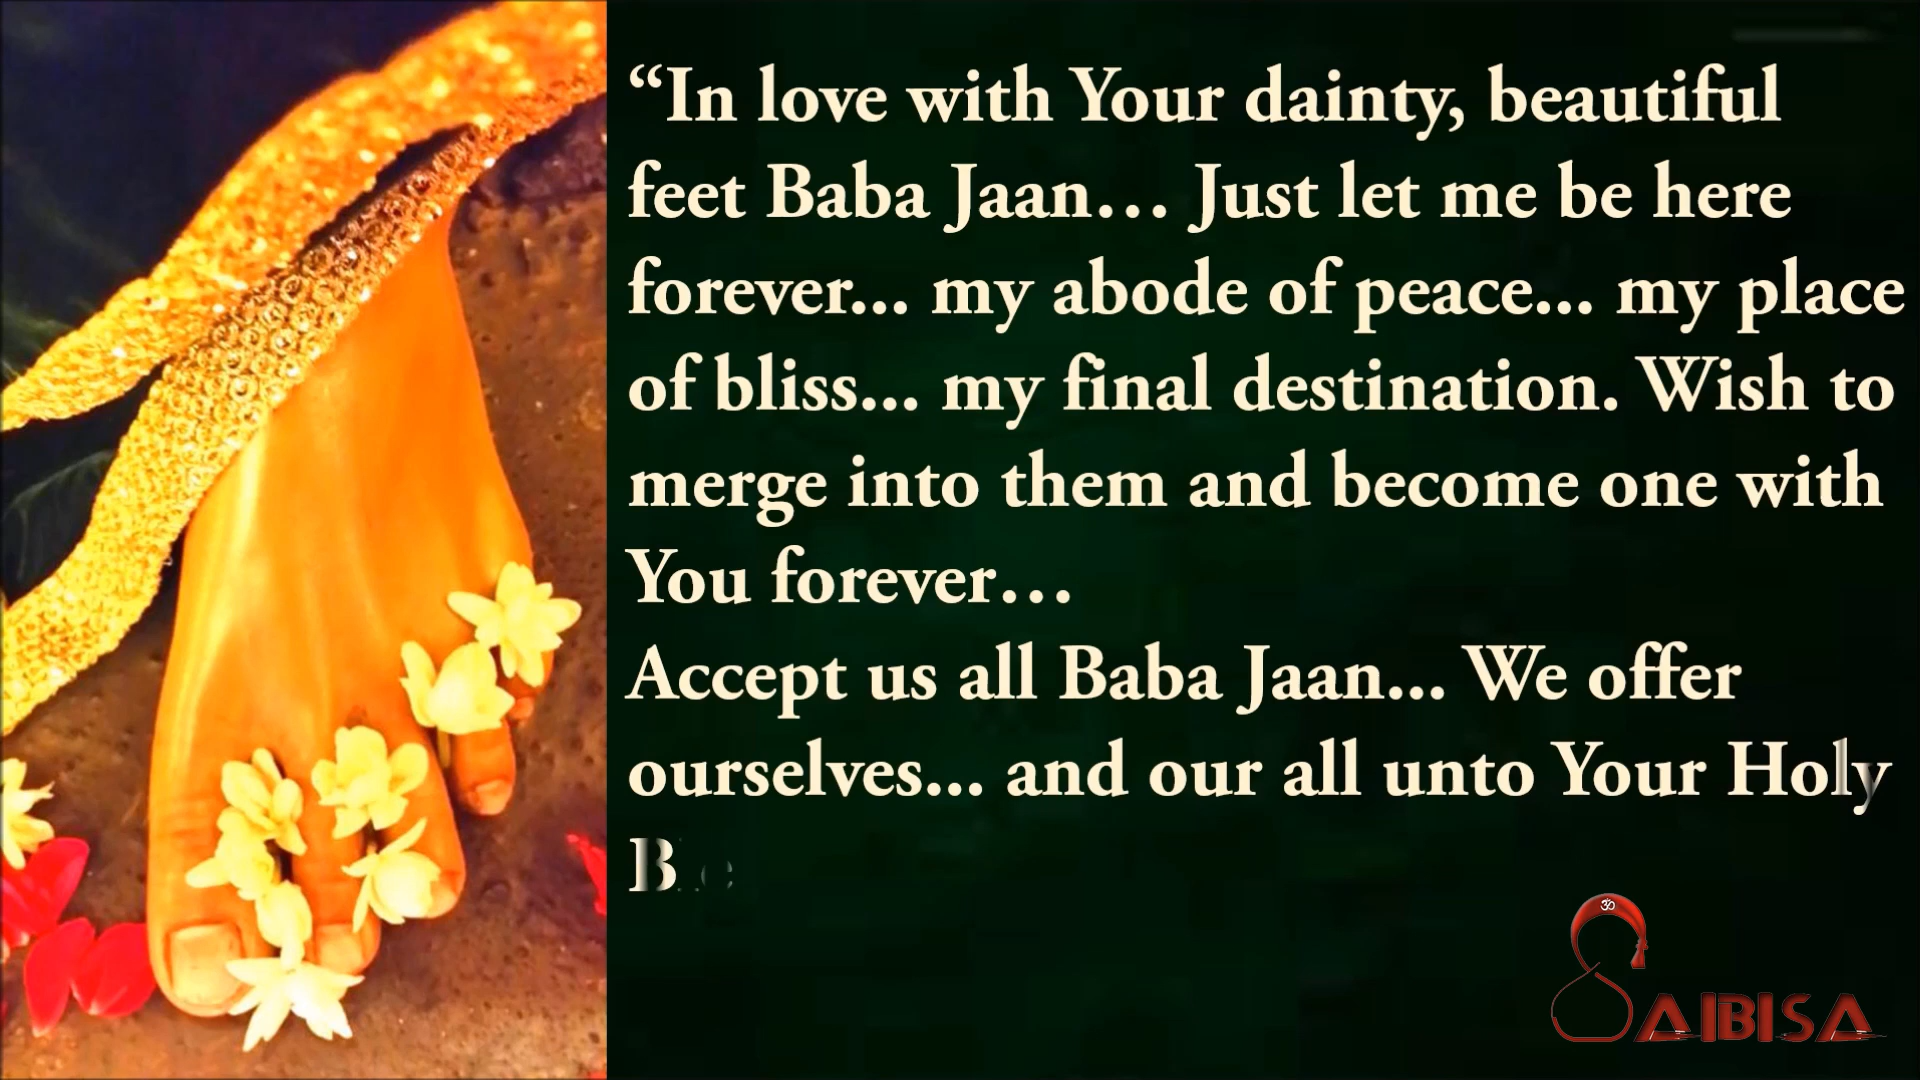 “In love with Your dainty, beautiful
feet Baba Jaan… Just let me be here
forever... my abode of peace... my place
of bliss... my final destination. Wish to
merge into them and become one with
You forever…
Accept us all Baba Jaan... We offer
ourselves... and our all unto Your Holy
ॐ
SAIBISA